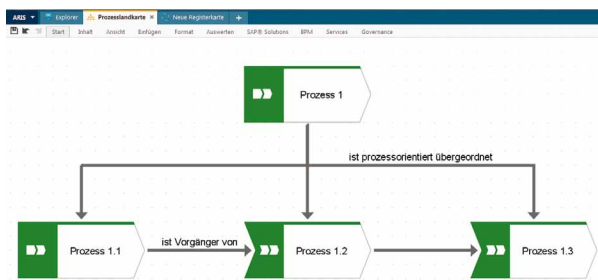 ARIS Explorer Prozesslandkarte × Neue Registerkarte +
Start Inhalt Ansicht Einfügen Format Auswerten SAP® Solutions BPM Services Governance
Prozess 1
ist prozessorientiert übergeordnet
Prozess 1.1 ist Vorgänger von Prozess 1.2 Prozess 1.3